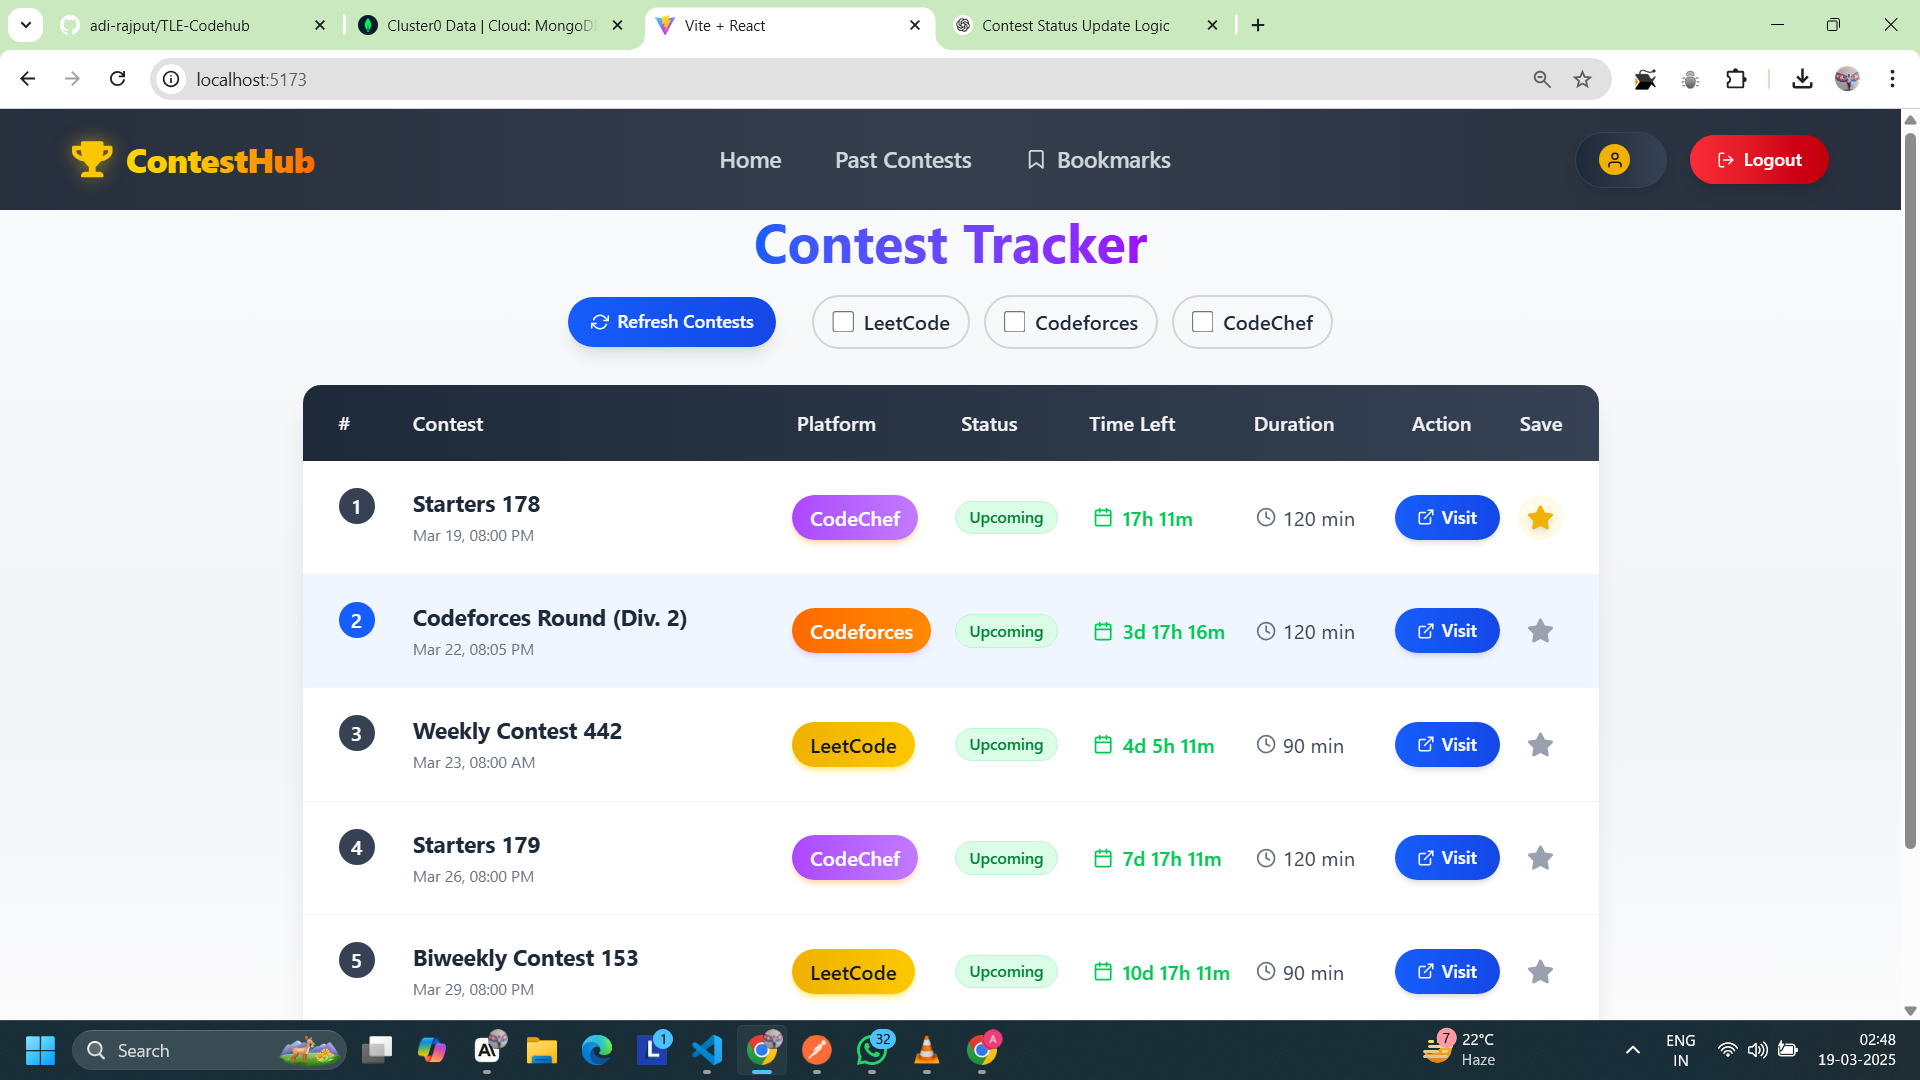 adi-rajput/TLE-Codehub
Cluster0 Data | Cloud: MongoD
Vite + React
Contest Status Update Logic
localhost:5173
ContestHub
Home
Past Contests
Bookmarks
Logout
Contest Tracker
Refresh Contests
LeetCode
Codeforces
CodeChef
# Contest Platform Status Time Left Duration Action Save
1 Starters 178 CodeChef Upcoming 17h 11m 120 min Visit
Mar 19, 08:00 PM
2 Codeforces Round (Div. 2) Codeforces Upcoming 3d 17h 16m 120 min Visit
Mar 22, 08:05 PM
3 Weekly Contest 442 LeetCode Upcoming 4d 5h 11m 90 min Visit
Mar 23, 08:00 AM
4 Starters 179 CodeChef Upcoming 7d 17h 11m 120 min Visit
Mar 26, 08:00 PM
5 Biweekly Contest 153 LeetCode Upcoming 10d 17h 11m 90 min Visit
Mar 29, 08:00 PM
Search
AI
L
1
32
A
7
22°C
Haze
ENG
IN
02:48
19-03-2025